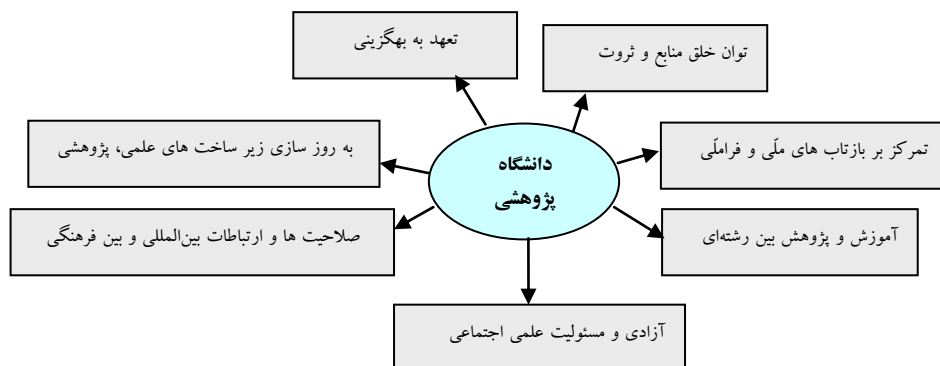 تعهد به بهگزینی
توان خلق منابع و ثروت
به روز سازی زیر ساخت های علمی، پژوهشی
دانشگاه
پژوهشی
تمرکز بر بازتاب های ملّی و فراملّی
صلاحیت ها و ارتباطات بین‌المللی و بین فرهنگی
آموزش و پژوهش بین رشته‌ای
آزادی و مسئولیت علمی اجتماعی